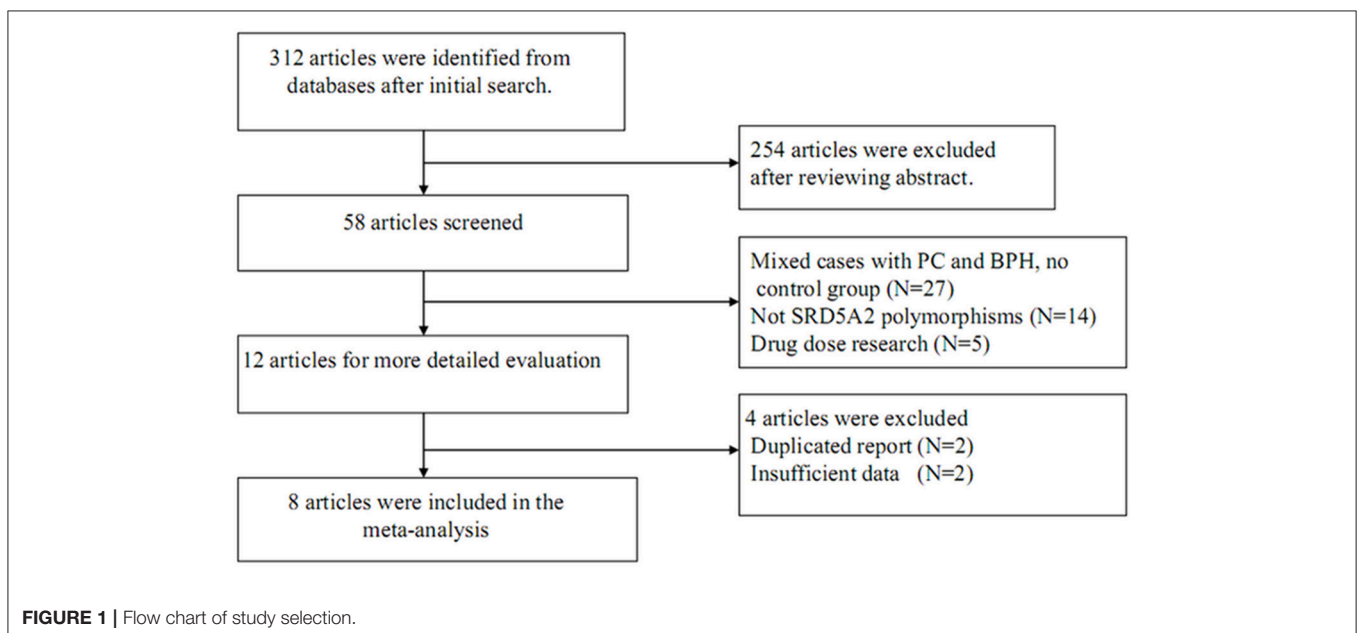 312 articles were identified from
databases after initial search.
254 articles were excluded
after reviewing abstract.
58 articles screened
Mixed cases with PC and BPH, no
control group (N=27)
Not SRD5A2 polymorphisms (N=14)
Drug dose research (N=5)
12 articles for more detailed evaluation
4 articles were excluded
Duplicated report (N=2)
Insufficient data (N=2)
8 articles were included in the
meta-analysis
FIGURE 1 | Flow chart of study selection.